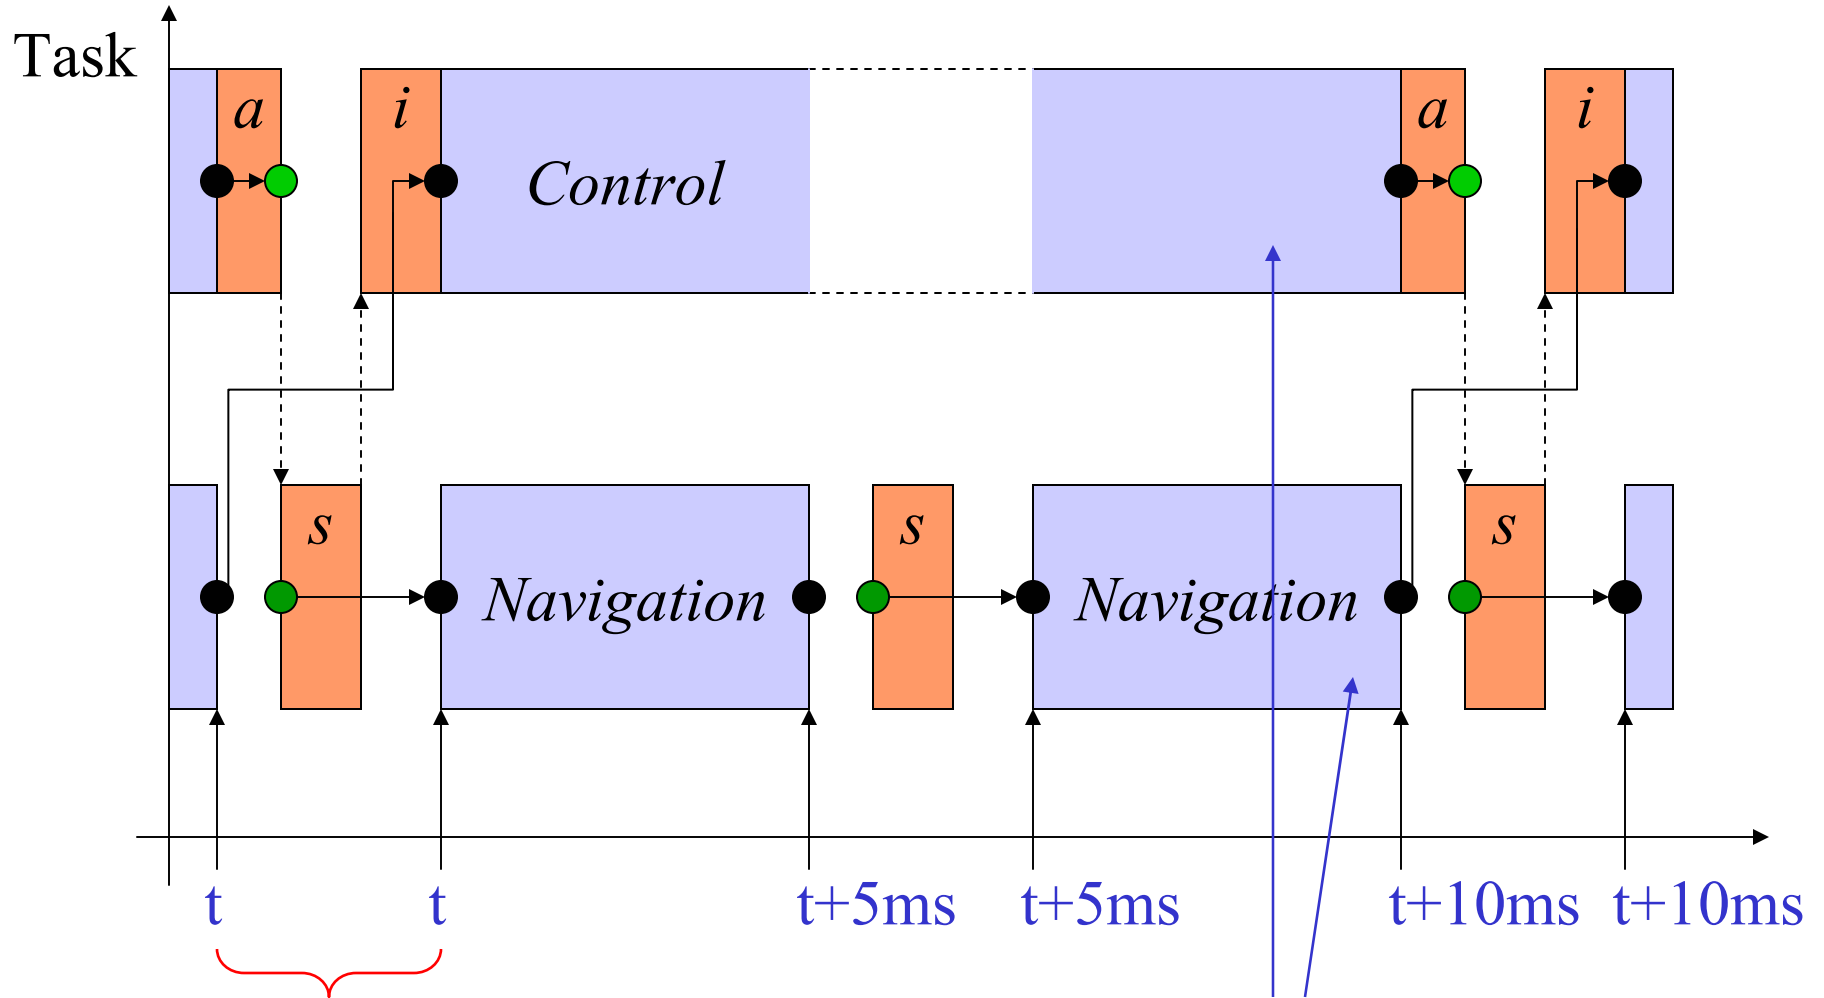 Task
a i a i
Control
s s s
Navigation Navigation
t t t+5ms t+5ms t+10ms t+10ms